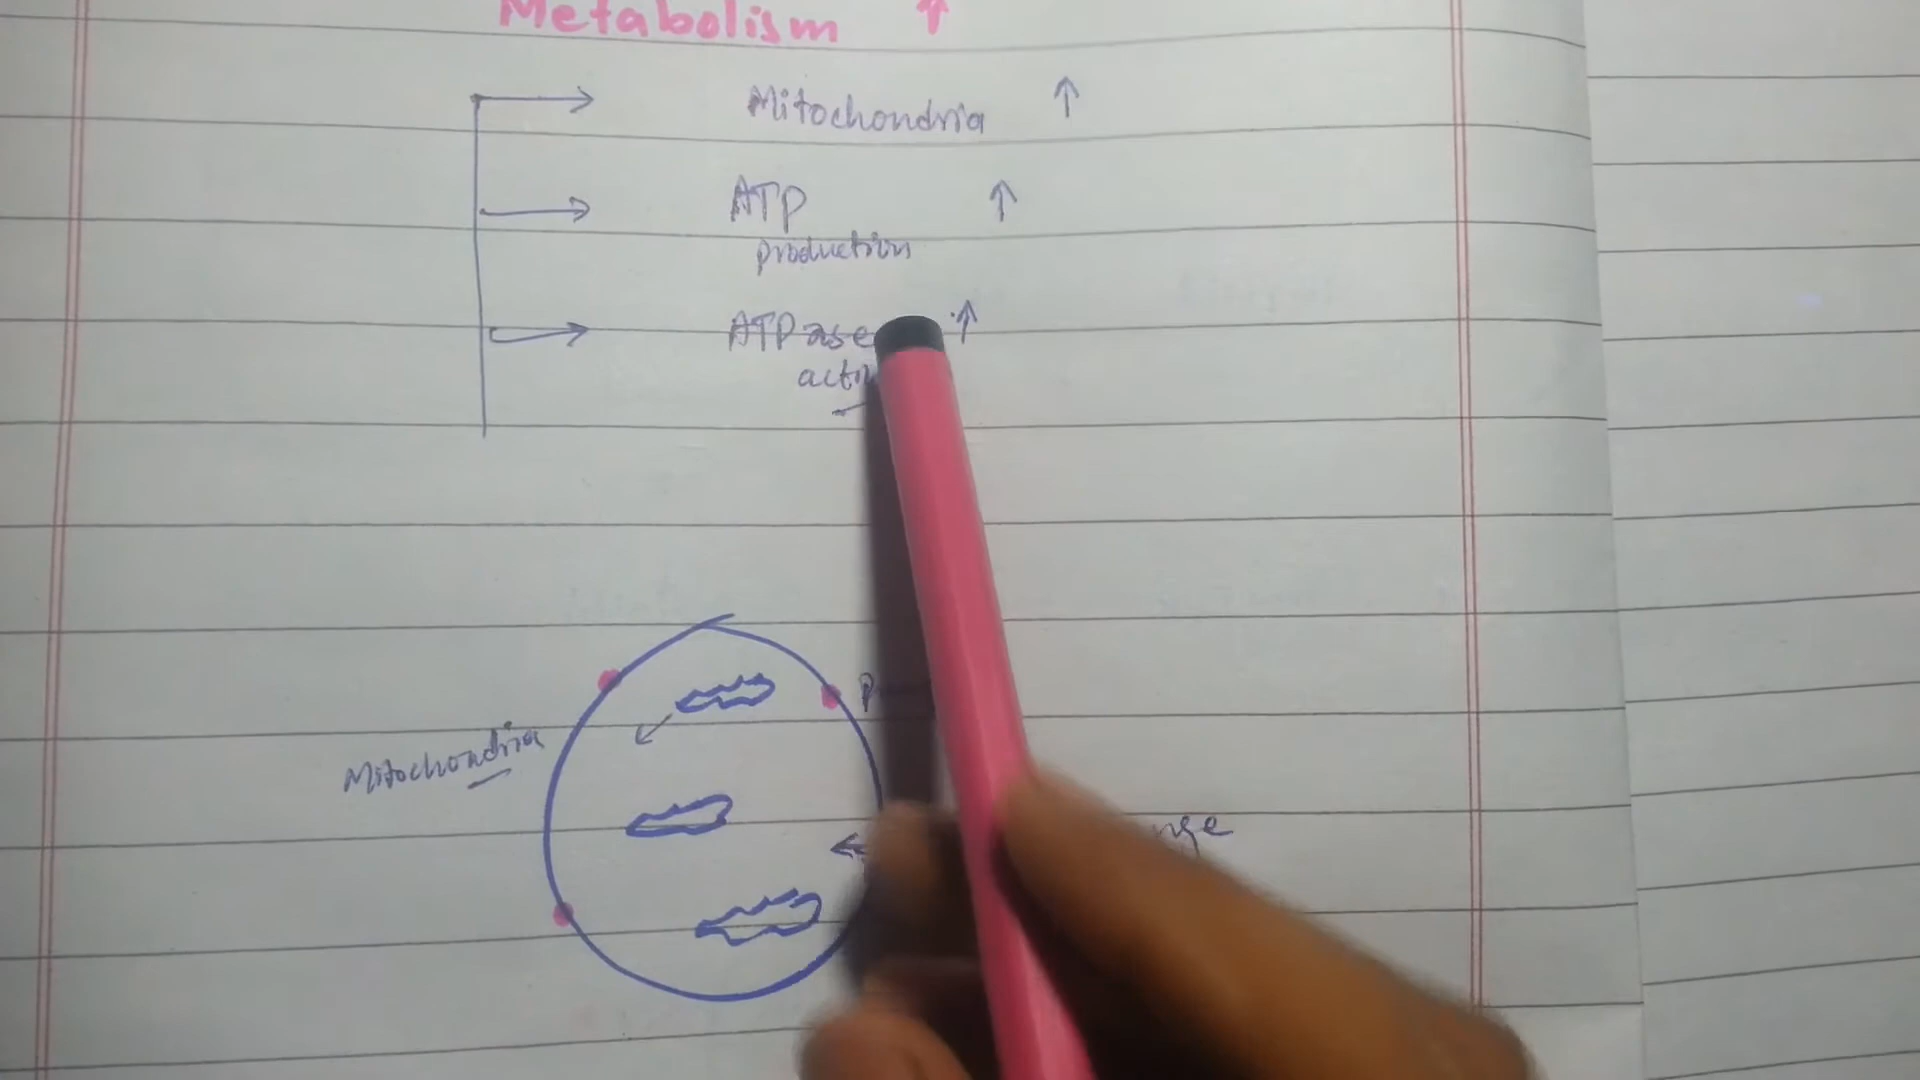 Metabolism ↑
Mitochondria ↑
ATP ↑
production
ATPase ↑
Mitochondria